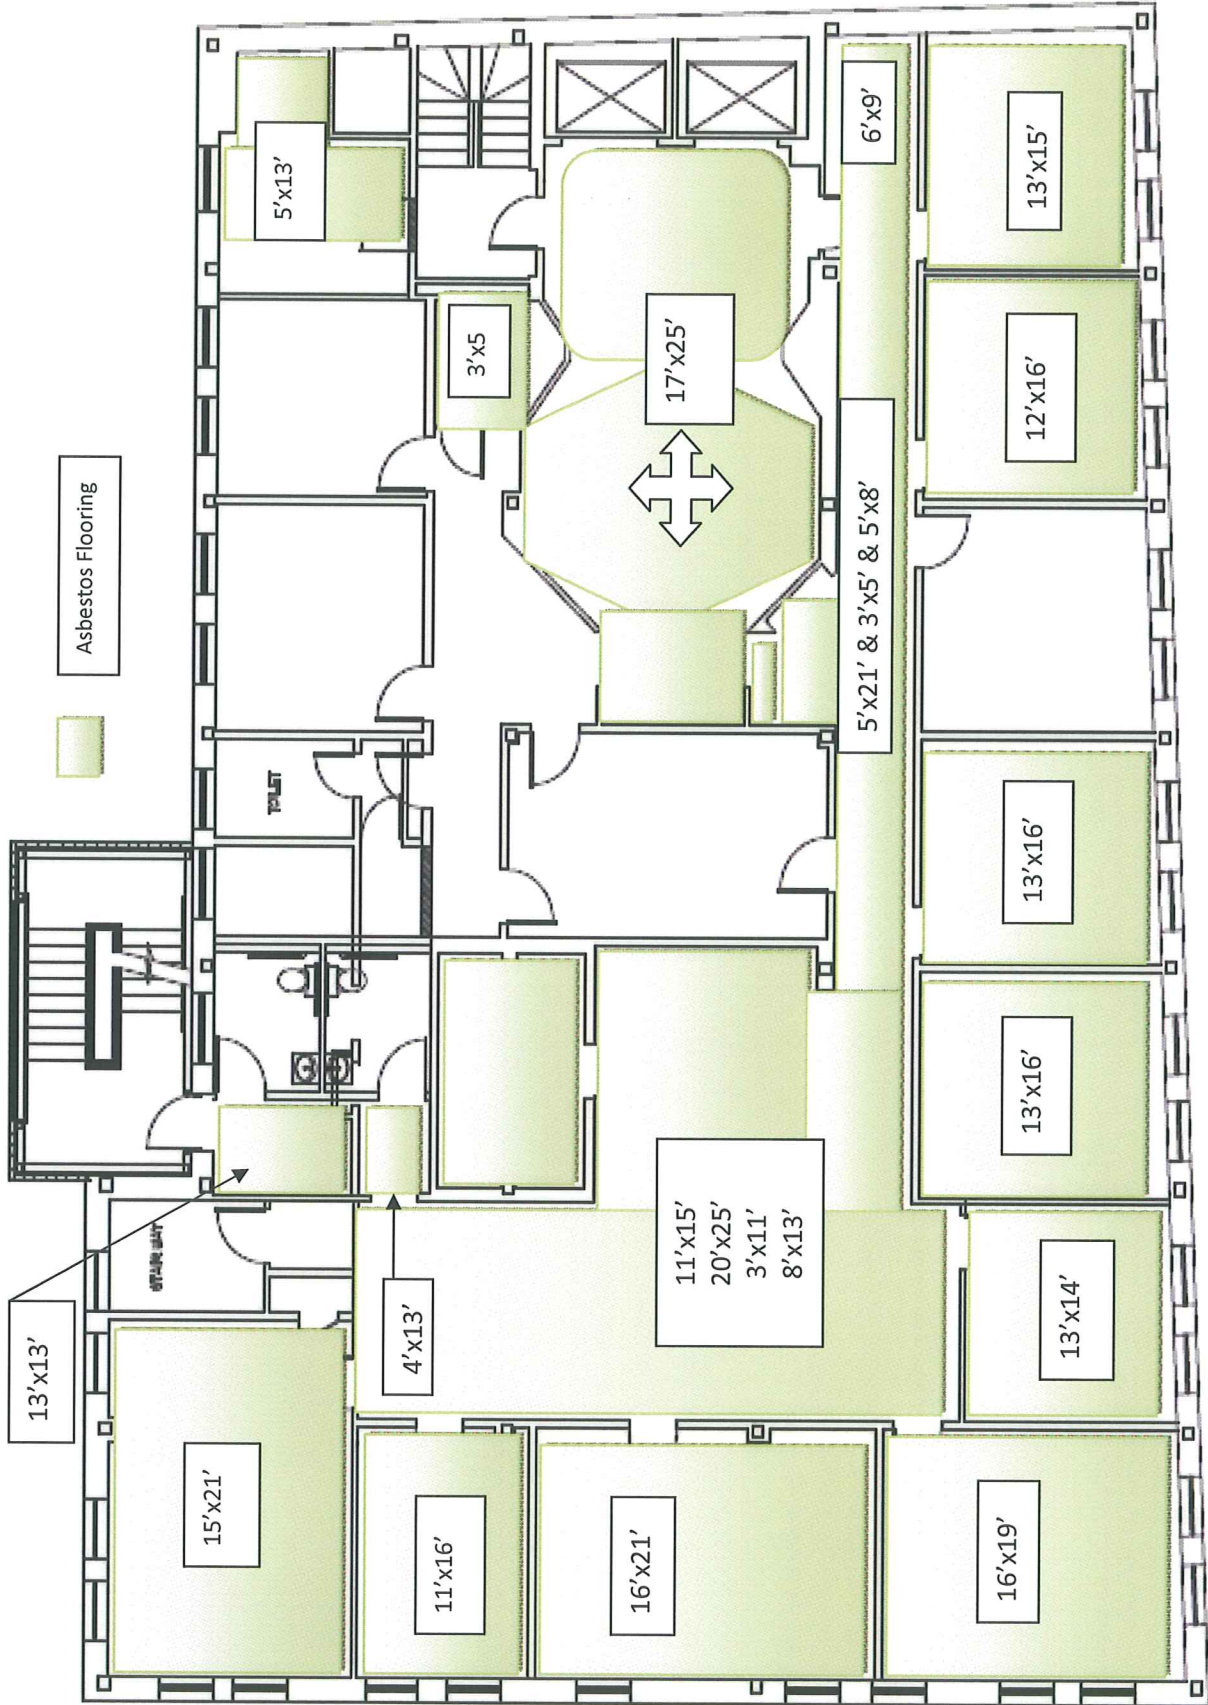 Asbestos Flooring
13'x13'
15'x21'
4'x13'
11'x16'
16'x21'
16'x19'
11'x15'
20'x25'
3'x11'
8'x13'
13'x14'
13'x16'
13'x16'
5'x21' & 3'x5' & 5'x8'
12'x16'
13'x15'
6'x9'
17'x25'
3'x5
5'x13'
TOILET
STAIR WAY